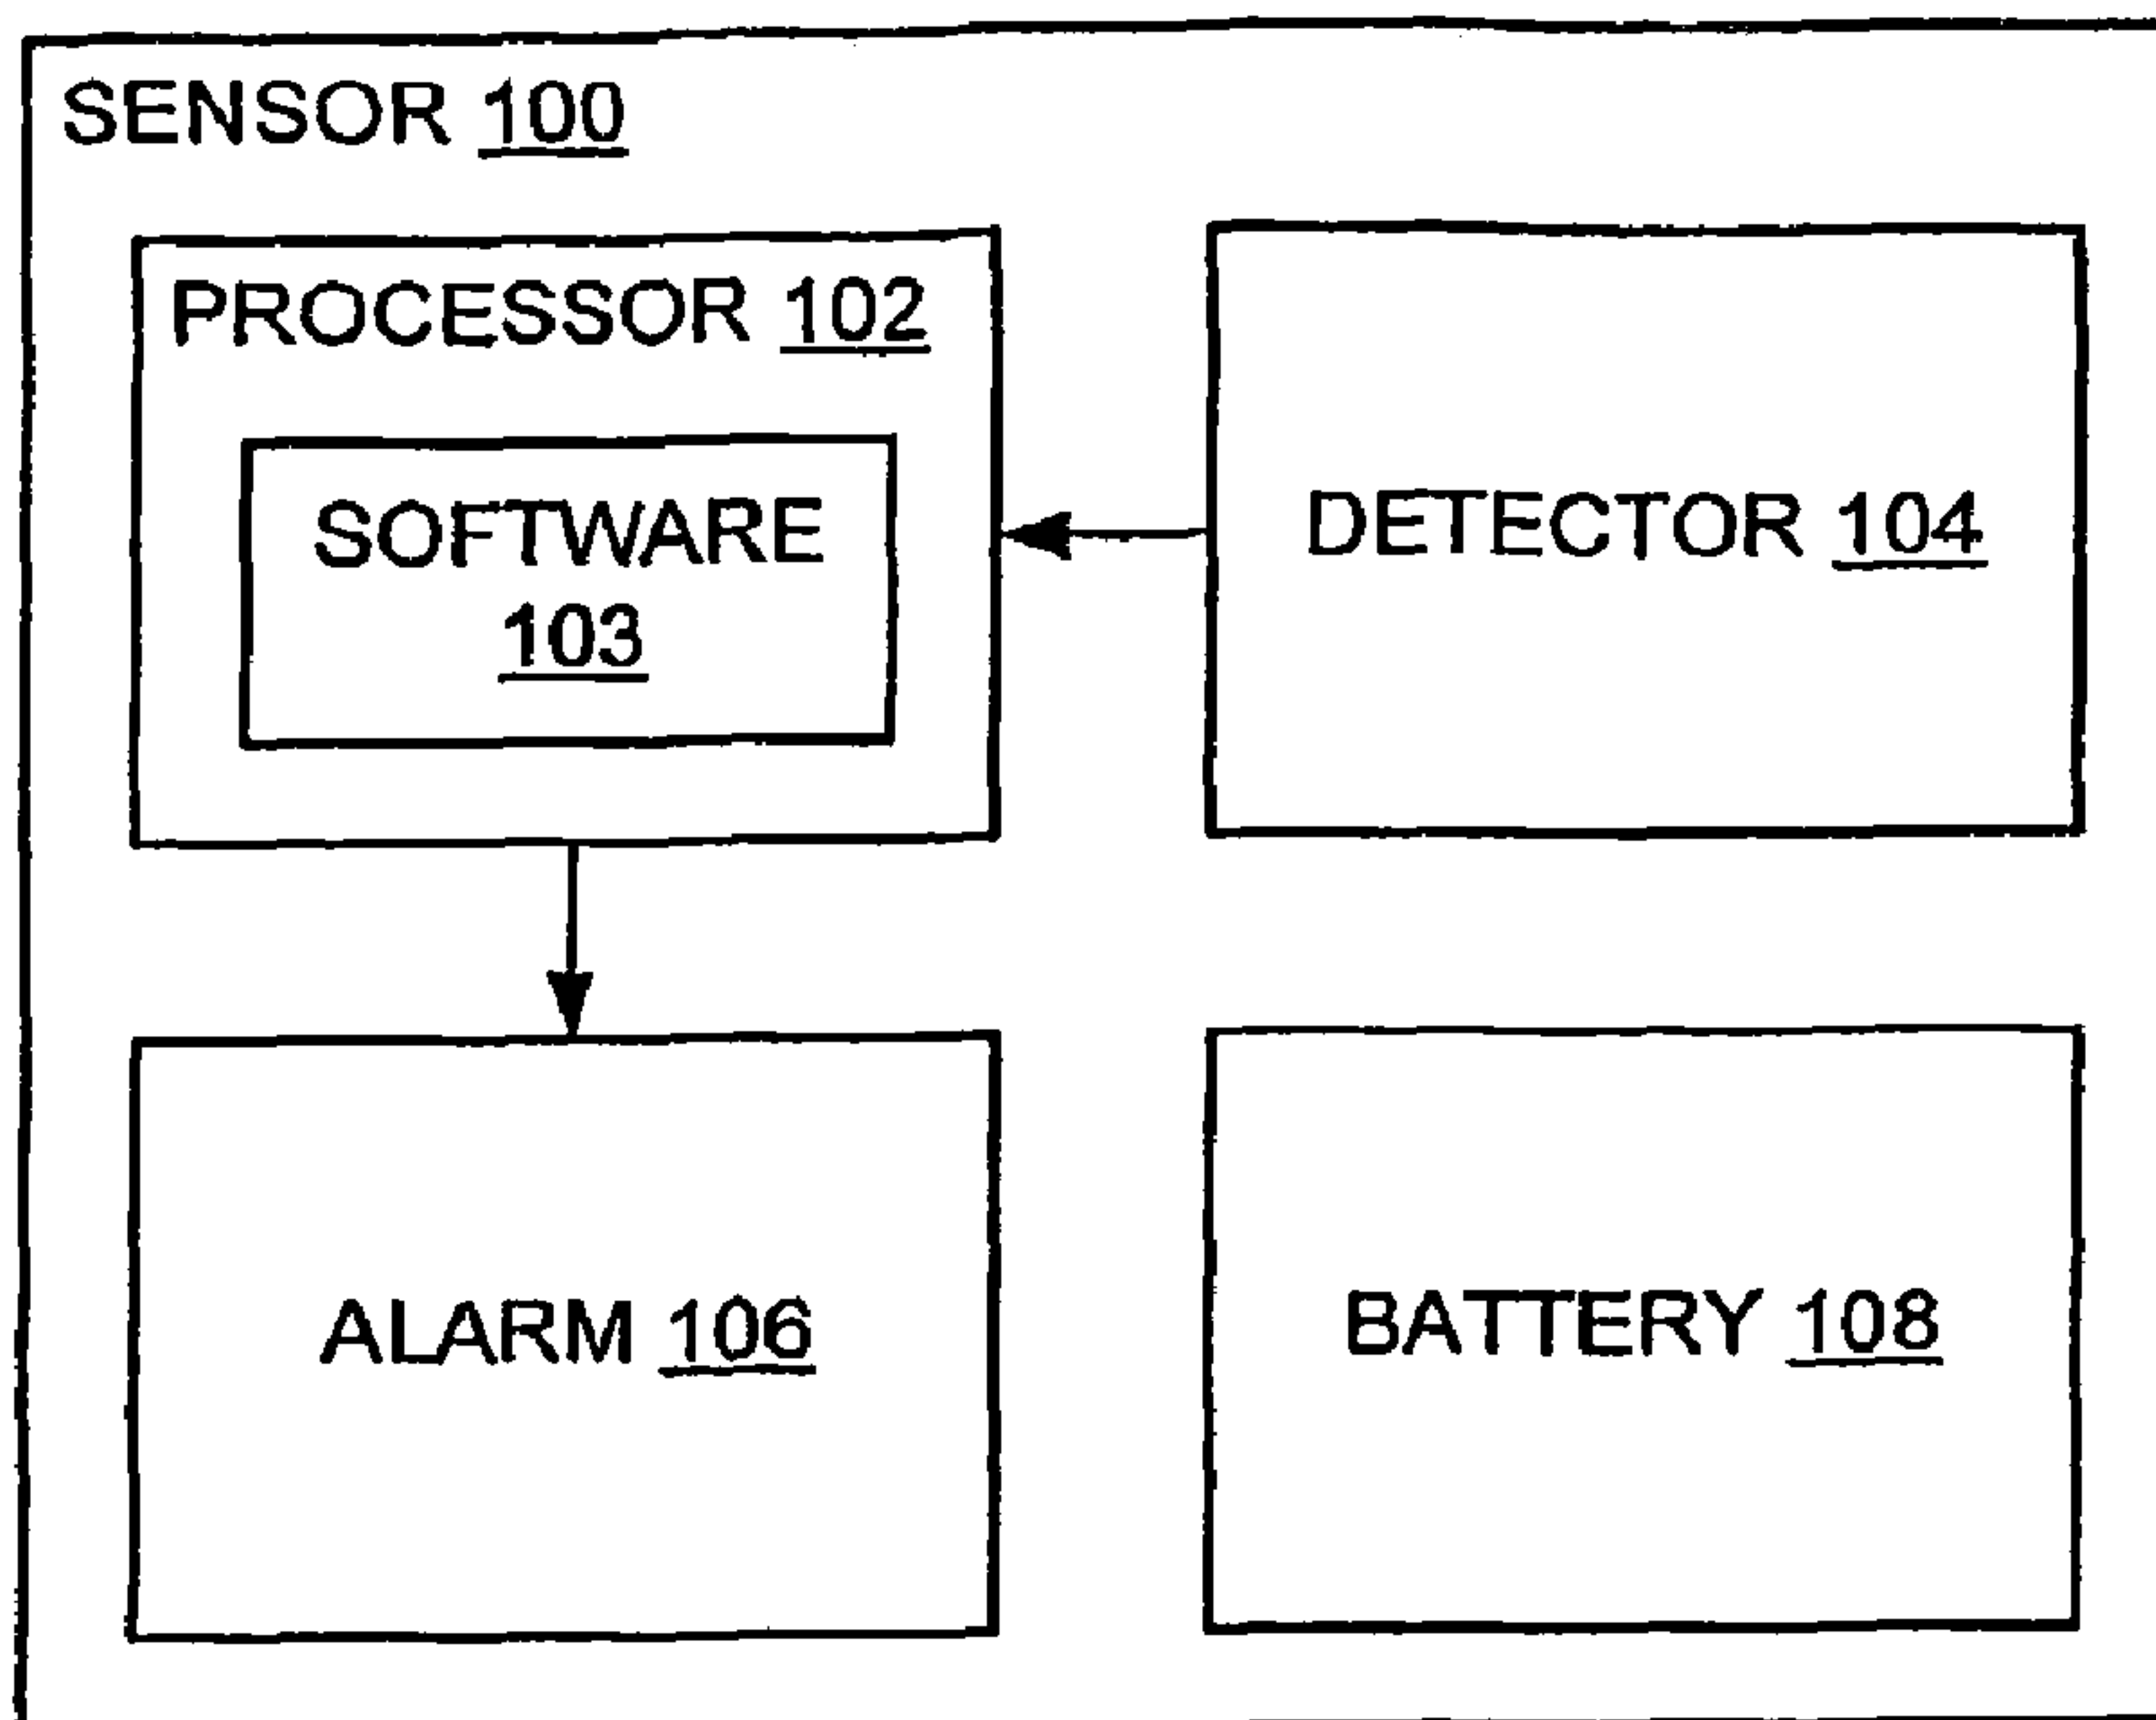 SENSOR 100
PROCESSOR 102
SOFTWARE
103
DETECTOR 104
ALARM 106
BATTERY 108